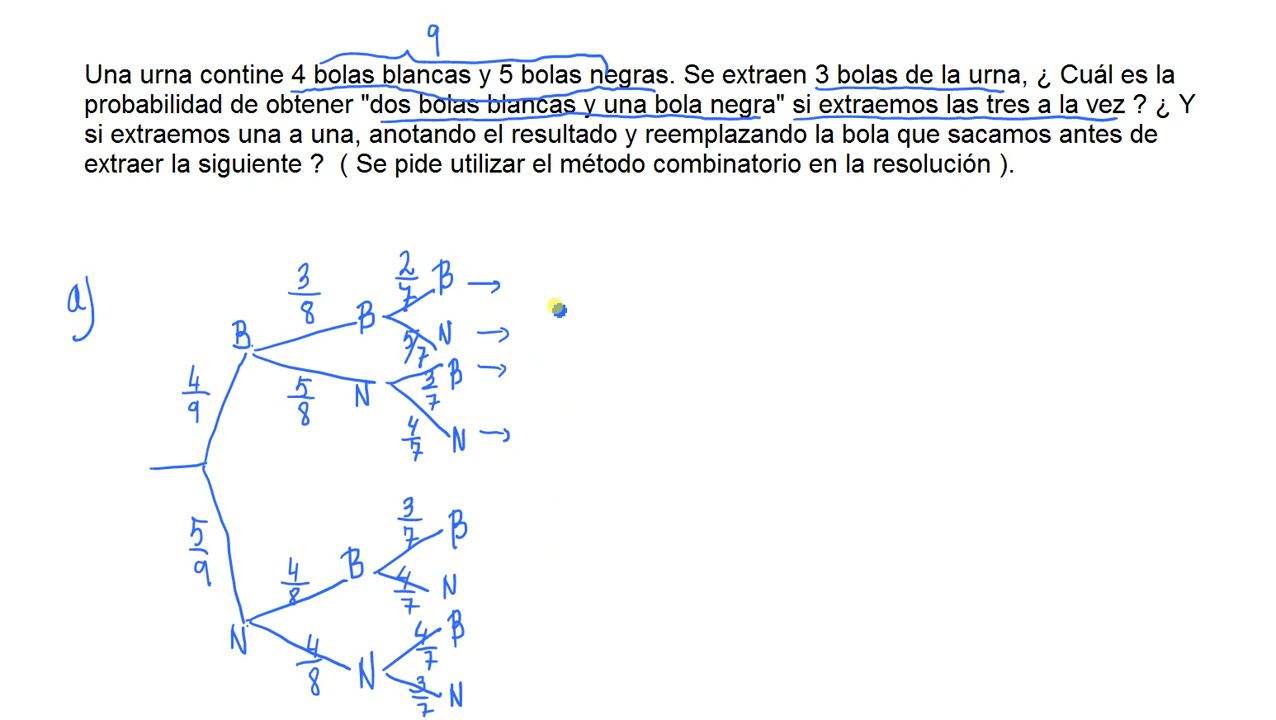 9
Una urna contine 4 bolas blancas y 5 bolas negras. Se extraen 3 bolas de la urna, ¿ Cuál es la
probabilidad de obtener "dos bolas blancas y una bola negra" si extraemos las tres a la vez ? ¿ Y
si extraemos una a una, anotando el resultado y reemplazando la bola que sacamos antes de
extraer la siguiente ? ( Se pide utilizar el método combinatorio en la resolución ).
a)
4/9 B
3/8 B
2/7 B →
5/7 N →
5/8 N
3/7 B →
4/7 N →
5/9 N
4/8 B
3/7 B
4/7 N
4/8 N
4/7 B
3/7 N